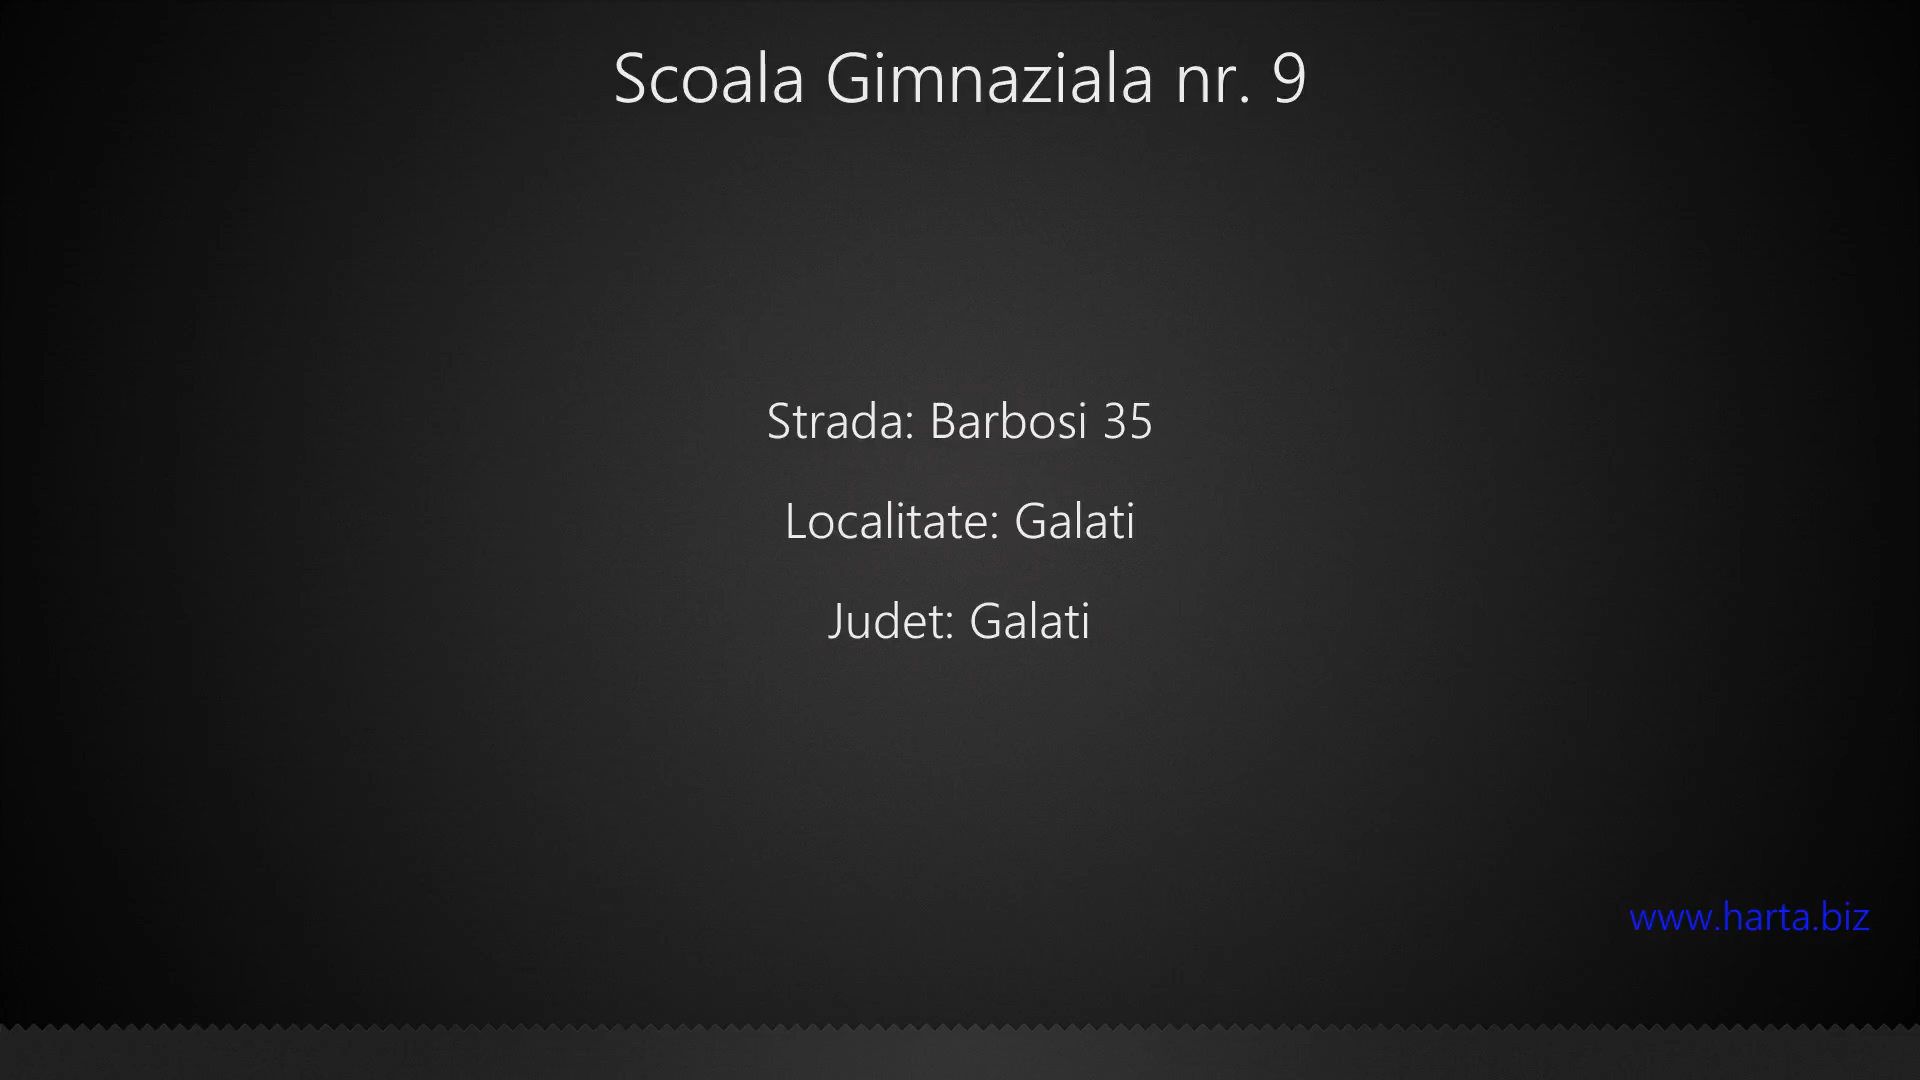 Scoala Gimnaziala nr. 9
Strada: Barbosi 35
Localitate: Galati
Judet: Galati
www.harta.biz